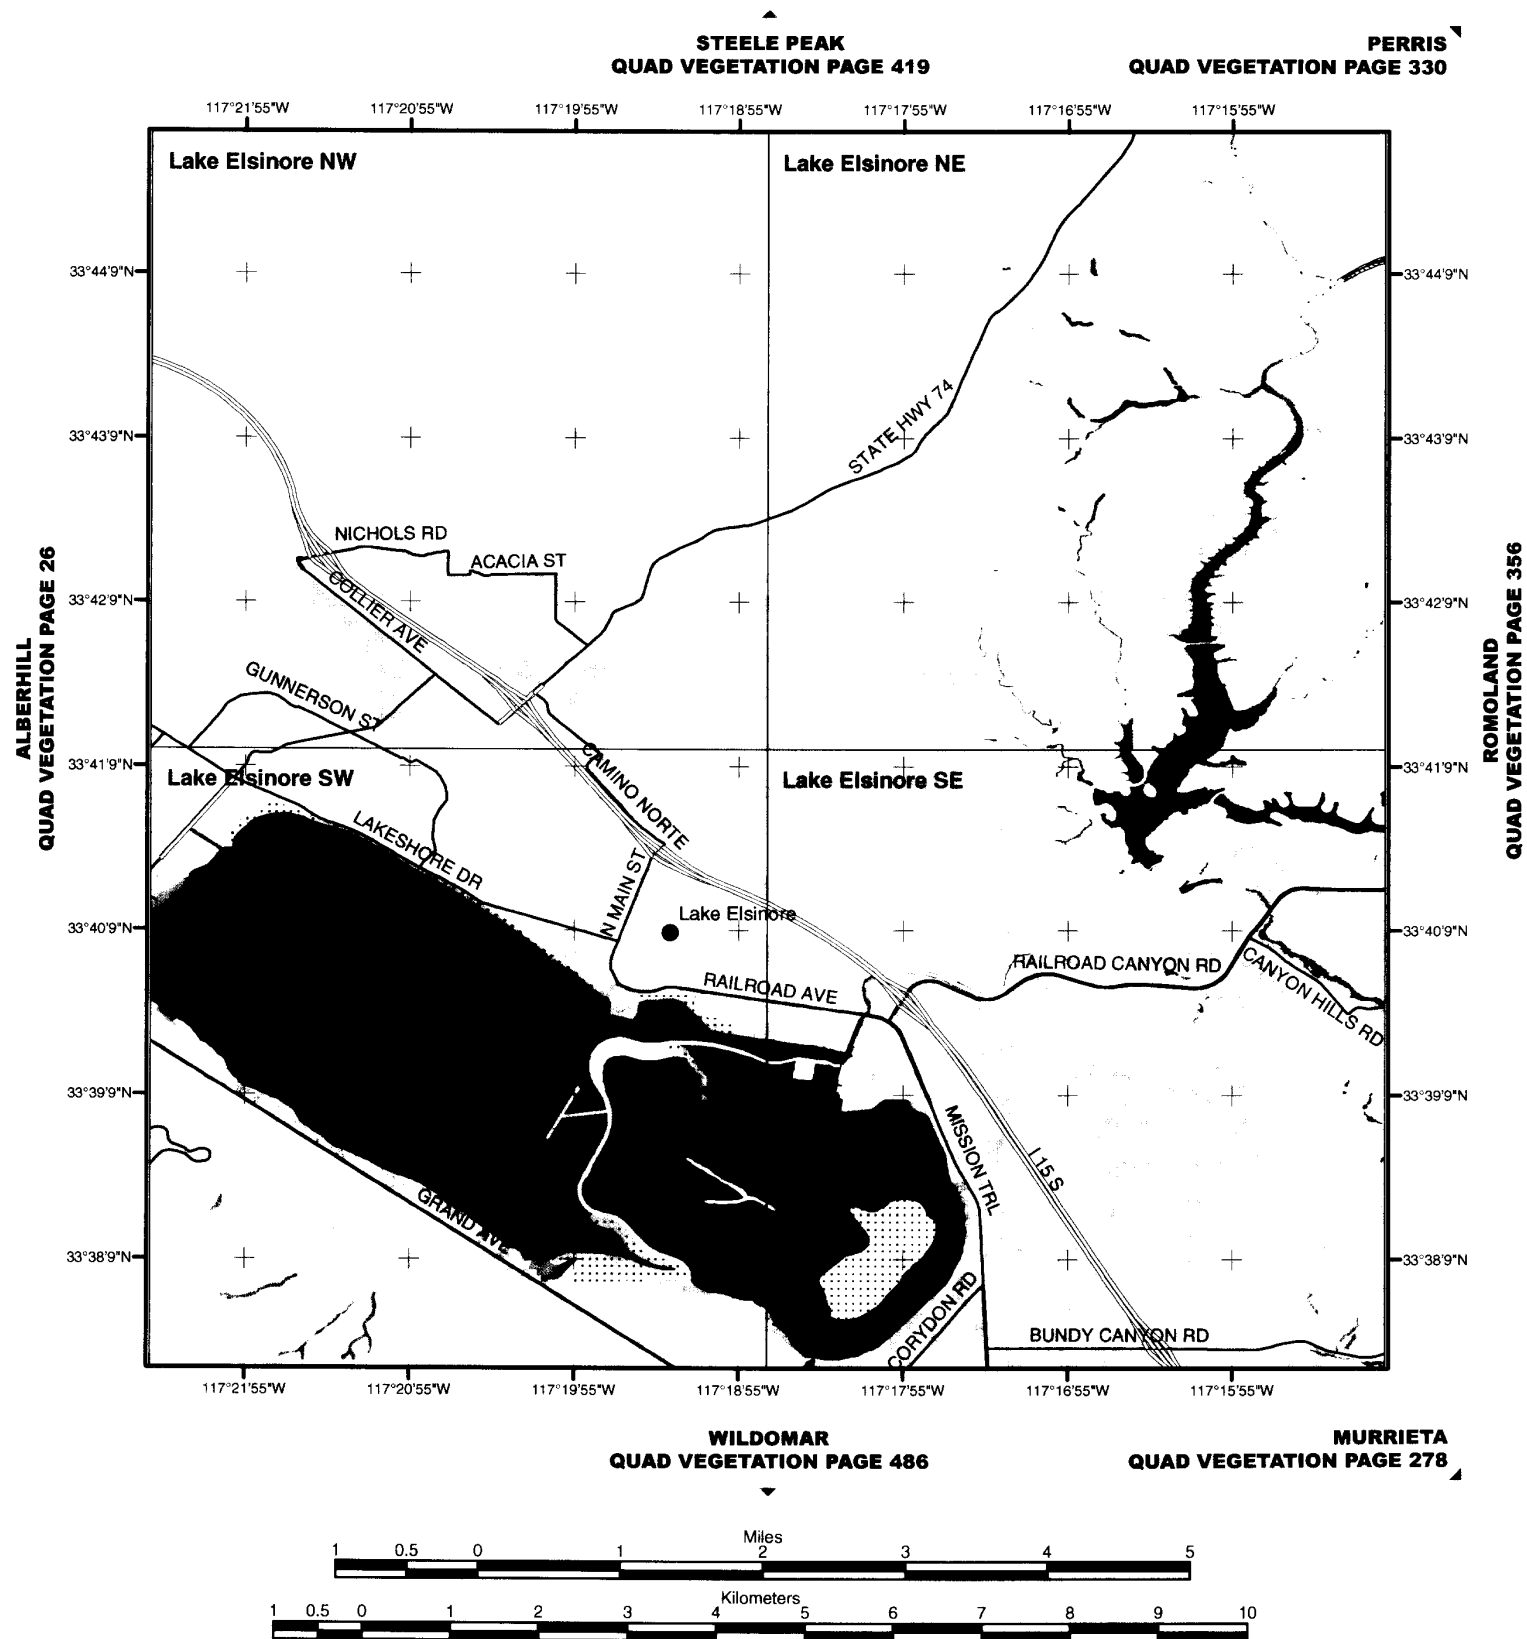 STEELE PEAK
QUAD VEGETATION PAGE 419
PERRIS
QUAD VEGETATION PAGE 330
117°21'55"W
117°20'55"W
117°19'55"W
117°18'55"W
117°17'55"W
117°16'55"W
117°15'55"W
Lake Elsinore NW
Lake Elsinore NE
33°44'9"N
33°44'9"N
33°43'9"N
33°43'9"N
STATE HWY 74
NICHOLS RD
ACACIA ST
COLLIER AVE
33°42'9"N
33°42'9"N
ALBERHILL
QUAD VEGETATION PAGE 26
ROMOLAND
QUAD VEGETATION PAGE 356
GUNNERSON ST
33°41'9"N
33°41'9"N
CAMINO NORTE
Lake Elsinore SW
Lake Elsinore SE
LAKESHORE DR
N MAIN ST
Lake Elsinore
33°40'9"N
33°40'9"N
RAILROAD CANYON RD
RAILROAD AVE
CANYON HILLS RD
33°39'9"N
33°39'9"N
MISSION TRL
I 15 S
GRAND AVE
33°38'9"N
33°38'9"N
CORYDON RD
BUNDY CANYON RD
117°21'55"W
117°20'55"W
117°19'55"W
117°18'55"W
117°17'55"W
117°16'55"W
117°15'55"W
WILDOMAR
QUAD VEGETATION PAGE 486
MURRIETA
QUAD VEGETATION PAGE 278
Miles
1 0.5 0 1 2 3 4 5
Kilometers
1 0.5 0 1 2 3 4 5 6 7 8 9 10